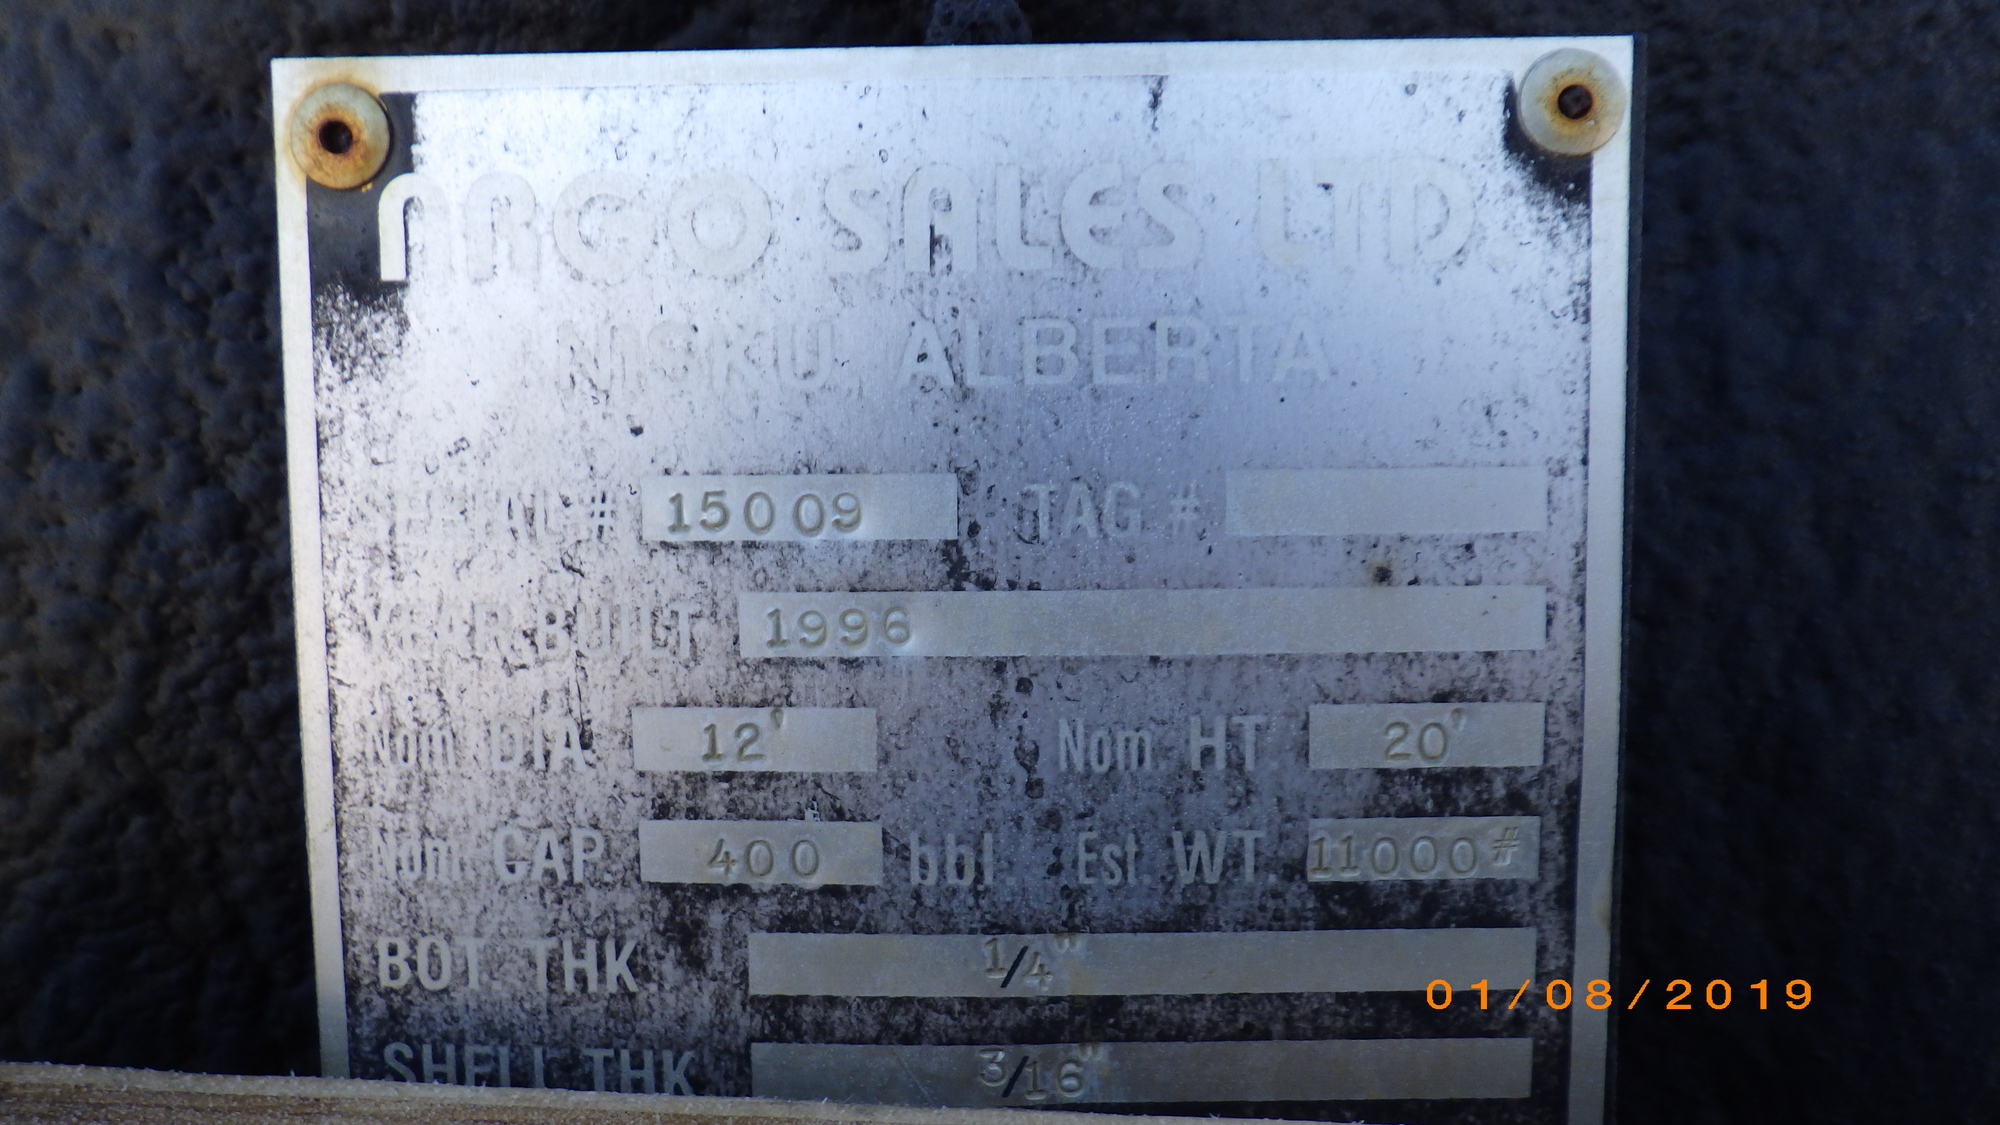 ARGO SALES LTD.
NISKU, ALBERTA
SERIAL # 15009 TAG #
YEAR BUILT 1996
Nom. DIA. 12' Nom. HT. 20'
Nom. CAP. 400 bbl. Est. WT. 11000#
BOT. THK. 1/4"
SHELL THK. 3/16"
01/08/2019